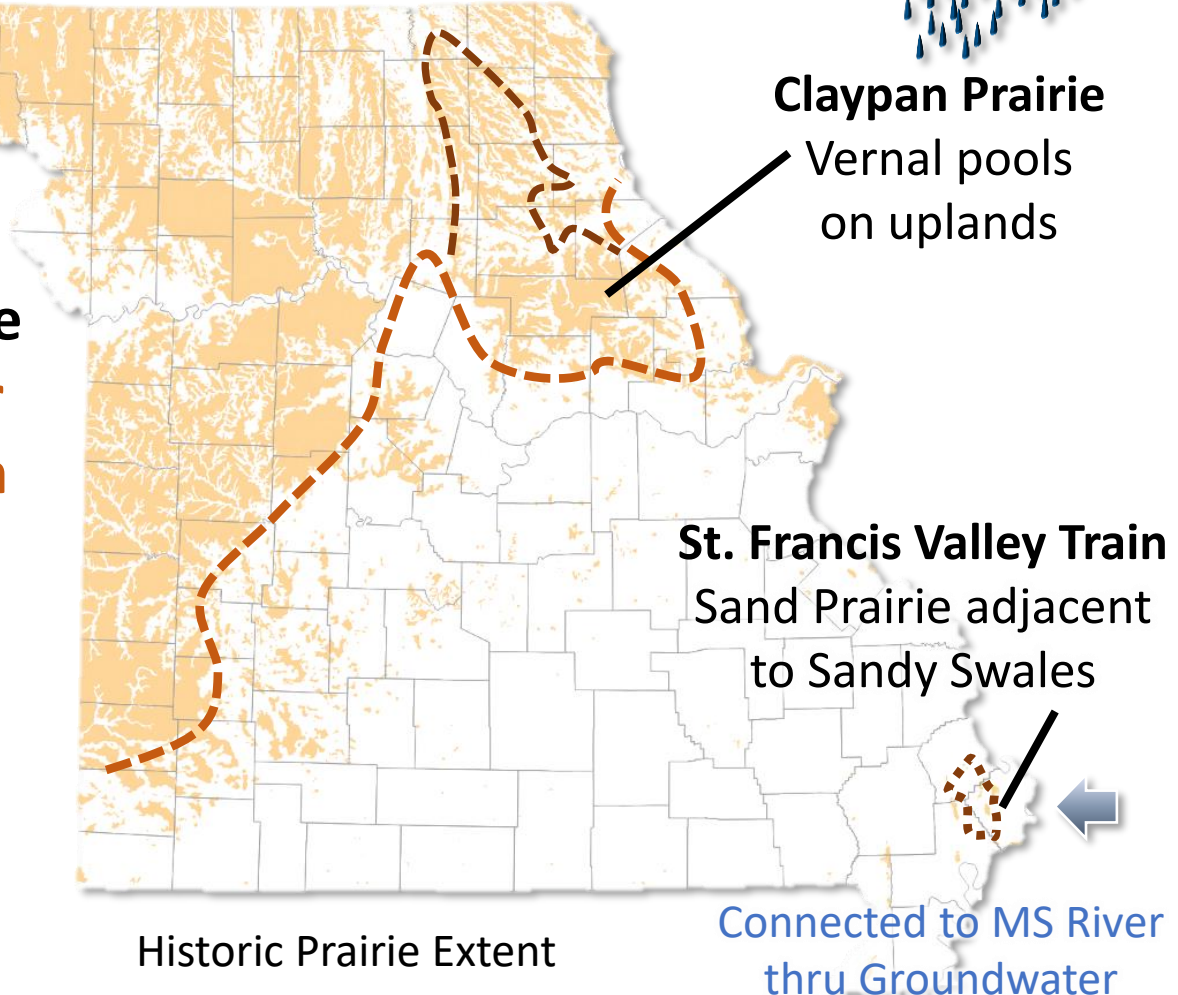 Claypan Prairie
Vernal pools
on uplands
e
St. Francis Valley Train
Sand Prairie adjacent
to Sandy Swales
Connected to MS River
thru Groundwater
Historic Prairie Extent